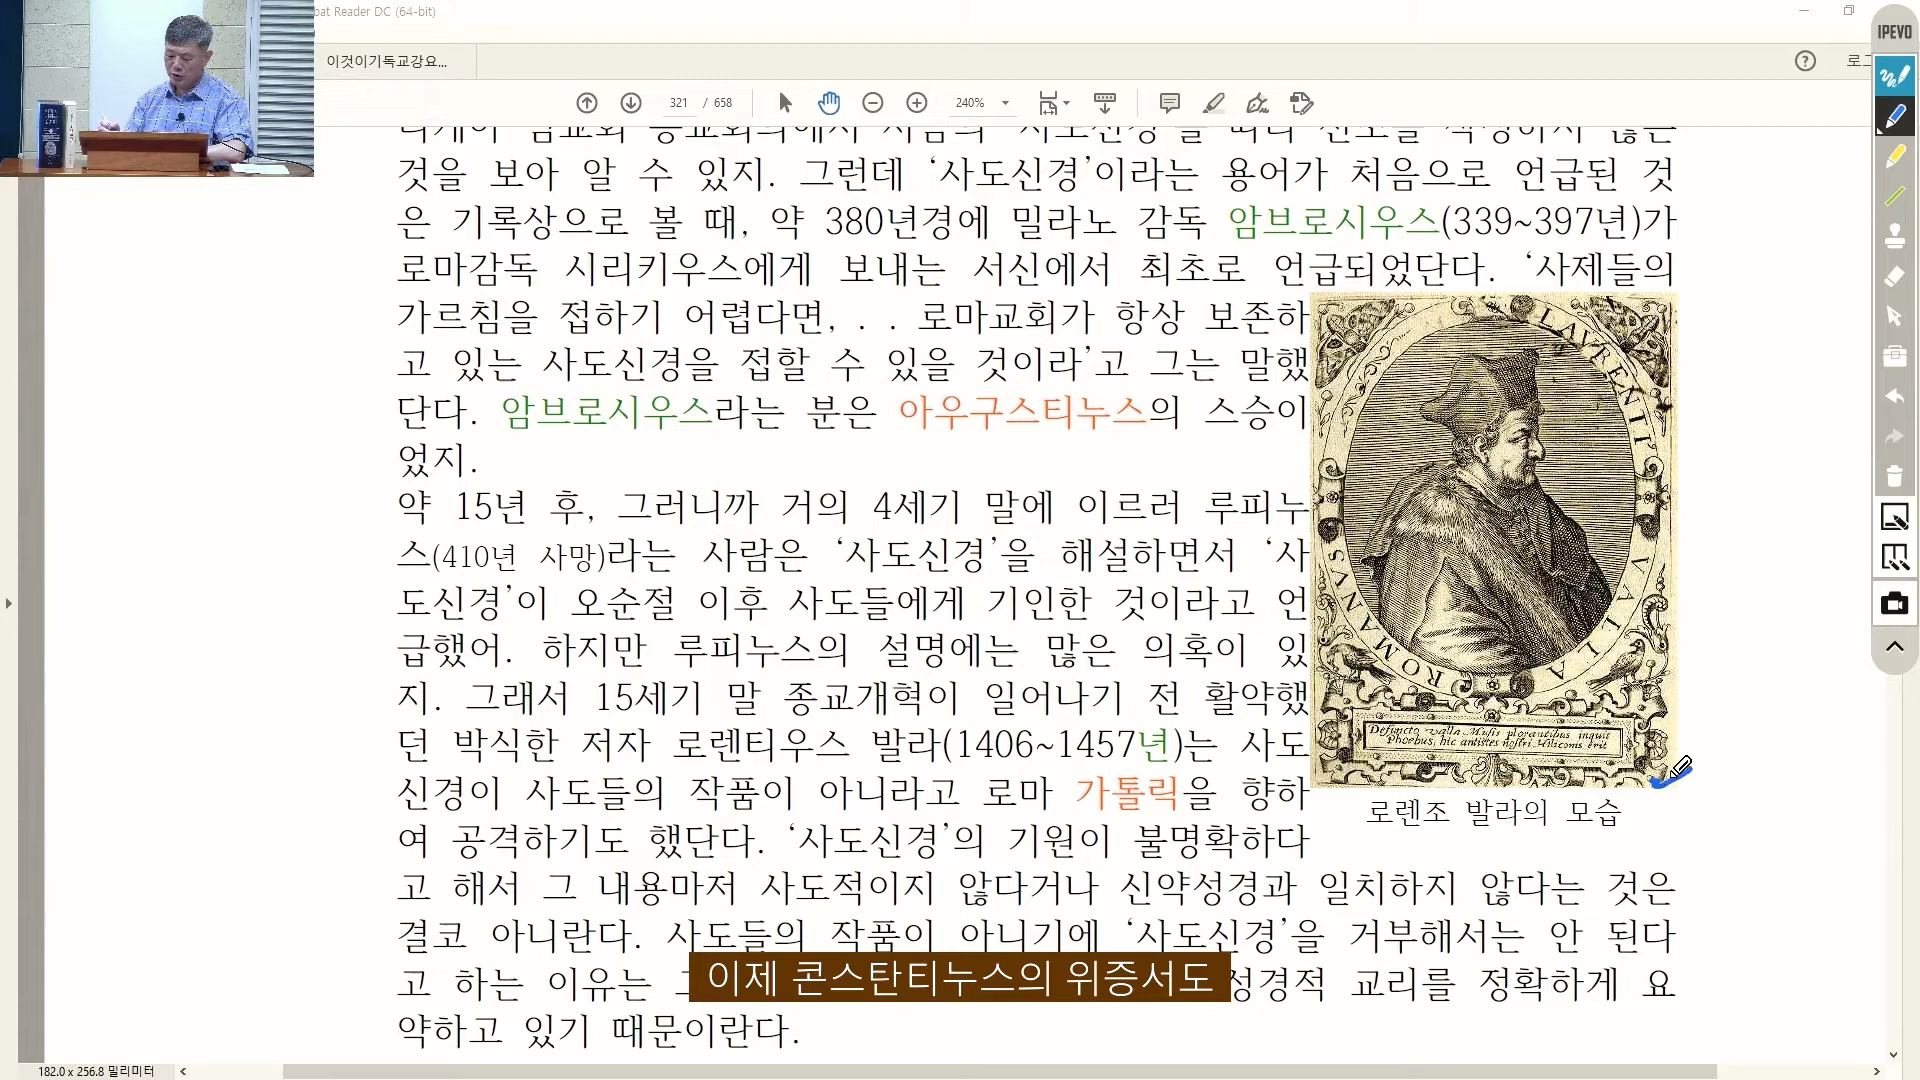 bat Reader DC (64-bit)
이것이기독교강요...
로그
321 / 658
240%
IPEVO
것을 보아 알 수 있지. 그런데 ‘사도신경’이라는 용어가 처음으로 언급된 것
은 기록상으로 볼 때, 약 380년경에 밀라노 감독 암브로시우스(339~397년)가
로마감독 시리키우스에게 보내는 서신에서 최초로 언급되었단다. ‘사제들의
가르침을 접하기 어렵다면, . . 로마교회가 항상 보존하
고 있는 사도신경을 접할 수 있을 것이라’고 그는 말했
단다. 암브로시우스라는 분은 아우구스티누스의 스승이
었지.
약 15년 후, 그러니까 거의 4세기 말에 이르러 루피누
스(410년 사망)라는 사람은 ‘사도신경’을 해설하면서 ‘사
도신경’이 오순절 이후 사도들에게 기인한 것이라고 언
급했어. 하지만 루피누스의 설명에는 많은 의혹이 있
지. 그래서 15세기 말 종교개혁이 일어나기 전 활약했
던 박식한 저자 로렌티우스 발라(1406~1457년)는 사도
신경이 사도들의 작품이 아니라고 로마 가톨릭을 향하
여 공격하기도 했단다. ‘사도신경’의 기원이 불명확하다
고 해서 그 내용마저 사도적이지 않다거나 신약성경과 일치하지 않다는 것은
결코 아니란다. 사도들의 작품이 아니기에 ‘사도신경’을 거부해서는 안 된다
고 하는 이유는 성경적 교리를 정확하게 요
약하고 있기 때문이란다.
LAVRENTI VALLA ROMANVS
Defuncto valla Musis plorantibus inquit
Phoebus, hic antistes nostri Heliconis erit
로렌조 발라의 모습
이제 콘스탄티누스의 위증서도
182.0 x 256.8 밀리미터